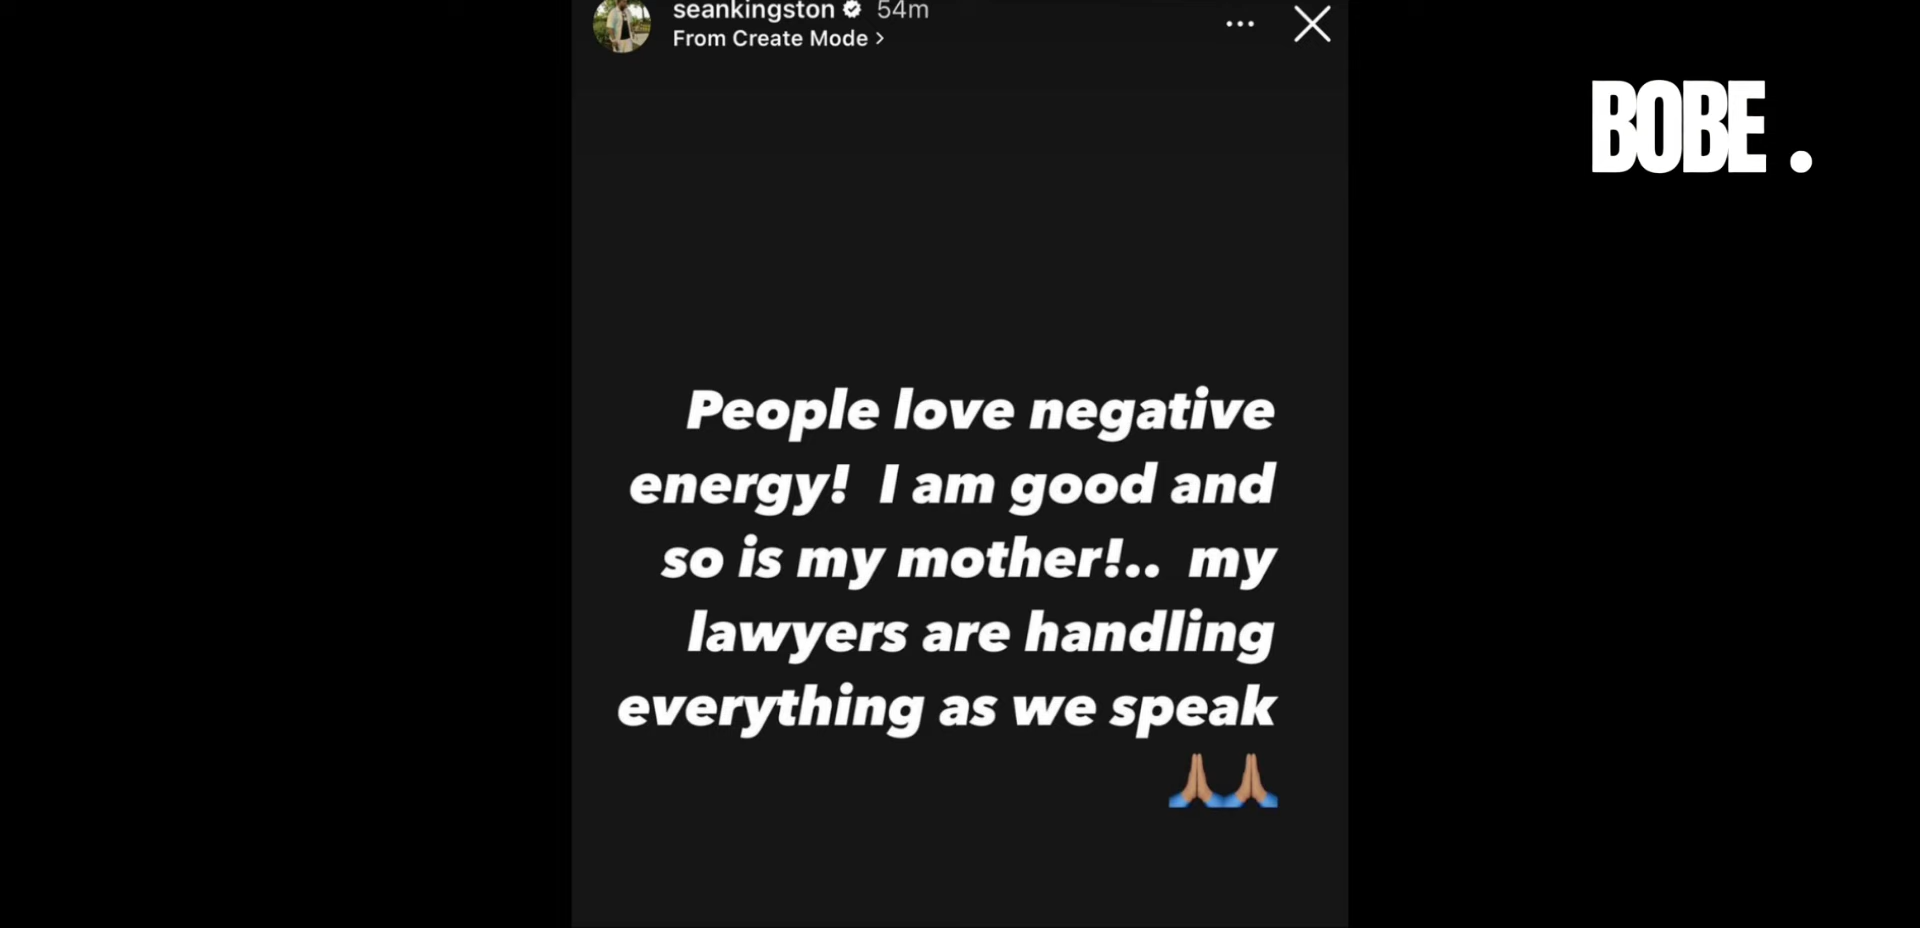 seankingston 54m
From Create Mode >
BOBE .
People love negative
energy! I am good and
so is my mother!.. my
lawyers are handling
everything as we speak
🙏🏽🙏🏽